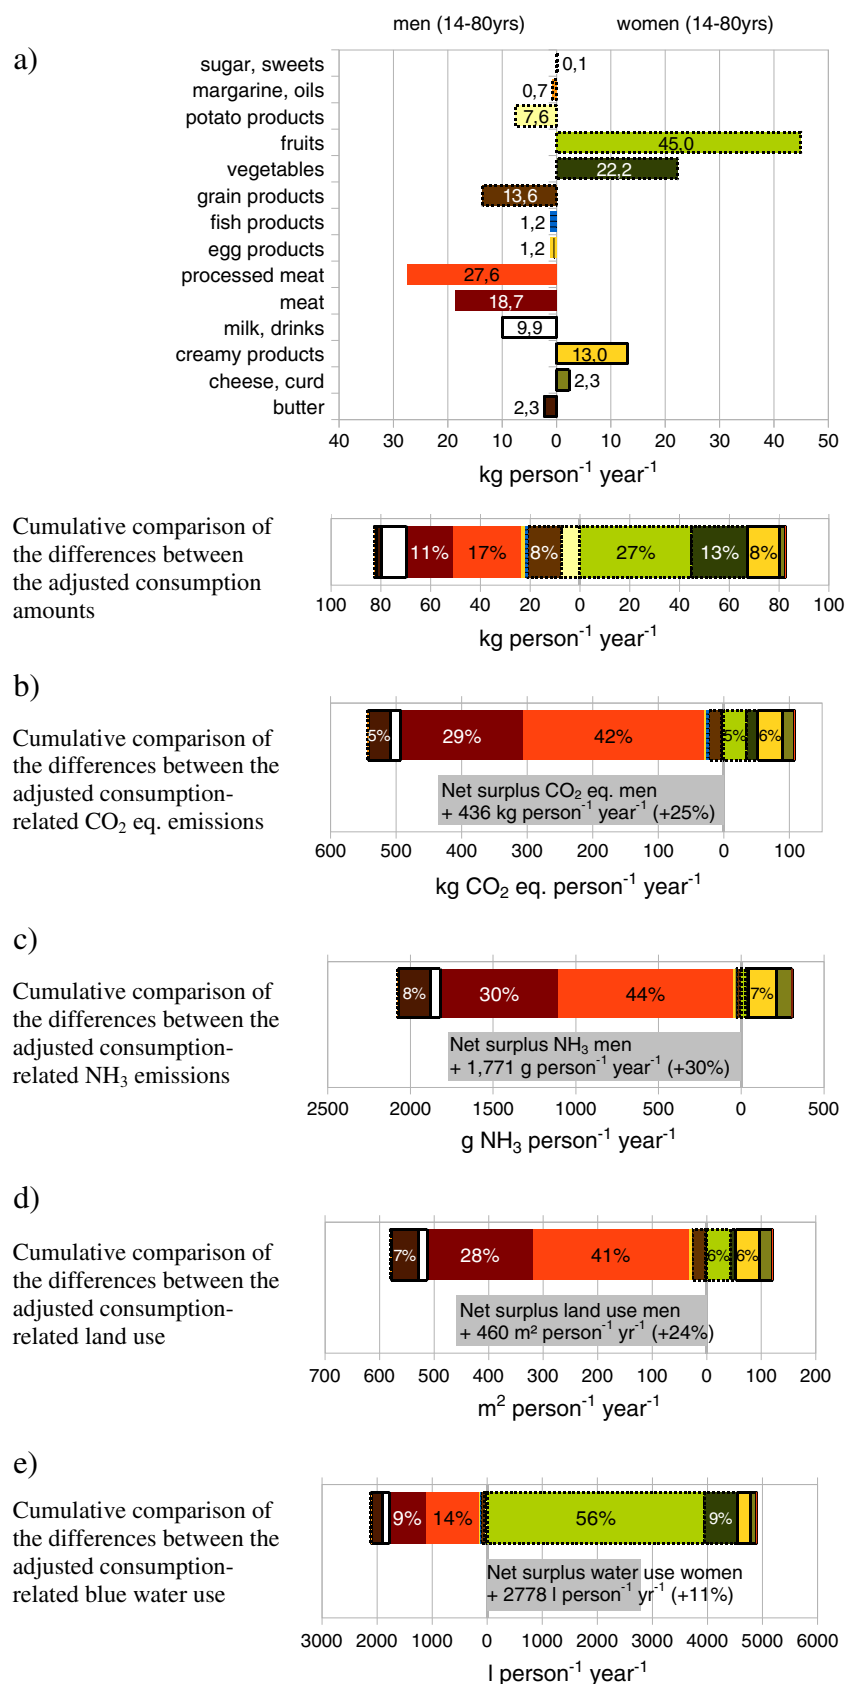 men (14-80yrs) women (14-80yrs)
a)
sugar, sweets 0,1
margarine, oils 0,7
potato products 7,6
fruits 45,0
vegetables 22,2
grain products 13,6
fish products 1,2
egg products 1,2
processed meat 27,6
meat 18,7
milk, drinks 9,9
creamy products 13,0
cheese, curd 2,3
butter 2,3
40 30 20 10 0 10 20 30 40 50
kg person⁻¹ year⁻¹
Cumulative comparison of
the differences between
the adjusted consumption
amounts
11% 17% 8% 27% 13% 8%
100 80 60 40 20 0 20 40 60 80 100
kg person⁻¹ year⁻¹
b)
Cumulative comparison of
the differences between the
adjusted consumption-
related CO₂ eq. emissions
5% 29% 42% 5% 6%
Net surplus CO₂ eq. men
+ 436 kg person⁻¹ year⁻¹ (+25%)
600 500 400 300 200 100 0 100
kg CO₂ eq. person⁻¹ year⁻¹
c)
Cumulative comparison of
the differences between the
adjusted consumption-
related NH₃ emissions
8% 30% 44% 7%
Net surplus NH₃ men
+ 1,771 g person⁻¹ year⁻¹ (+30%)
2500 2000 1500 1000 500 0 500
g NH₃ person⁻¹ year⁻¹
d)
Cumulative comparison of
the differences between the
adjusted consumption-
related land use
7% 28% 41% 6% 6%
Net surplus land use men
+ 460 m² person⁻¹ yr⁻¹ (+24%)
700 600 500 400 300 200 100 0 100 200
m² person⁻¹ year⁻¹
e)
Cumulative comparison of
the differences between the
adjusted consumption-
related blue water use
9% 14% 56% 9%
Net surplus water use women
+ 2778 l person⁻¹ yr⁻¹ (+11%)
3000 2000 1000 0 1000 2000 3000 4000 5000 6000
l person⁻¹ year⁻¹